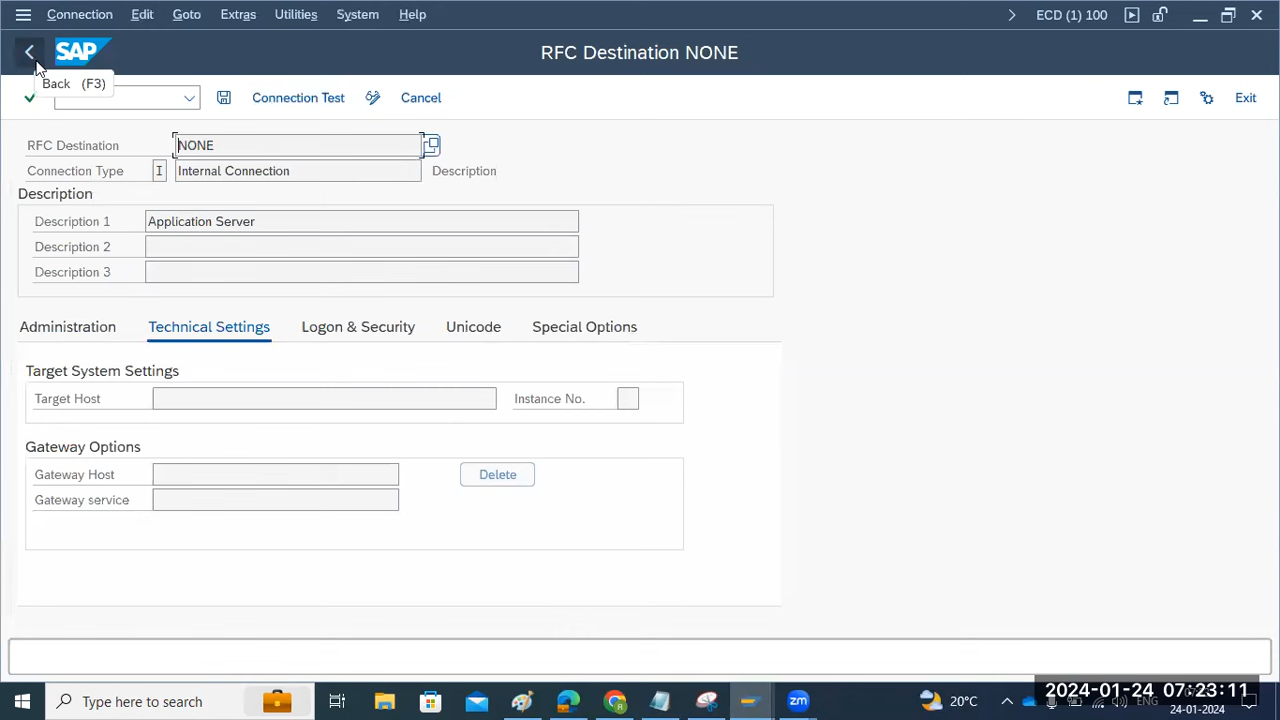 Connection Edit Goto Extras Utilities System Help ECD (1) 100
SAP RFC Destination NONE
Back (F3)
Connection Test Cancel Exit
RFC Destination NONE
Connection Type I Internal Connection Description
Description
Description 1 Application Server
Description 2
Description 3
Administration Technical Settings Logon & Security Unicode Special Options
Target System Settings
Target Host Instance No.
Gateway Options
Gateway Host Delete
Gateway service
Type here to search 20°C ENG 2024-01-24 07:23:11
24-01-2024